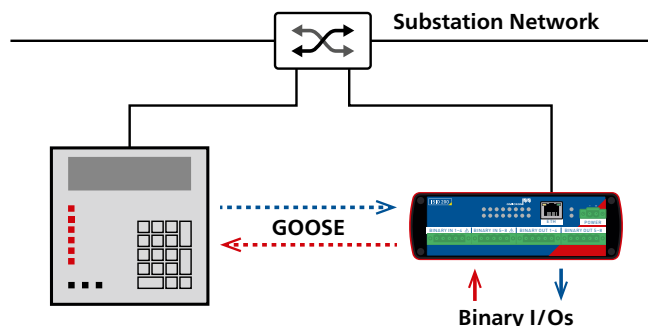 Substation Network
ISIO 200
GOOSE
ETH
POWER
BINARY IN 1–4
BINARY IN 5–8
BINARY OUT 1–4
BINARY OUT 5–8
Binary I/Os